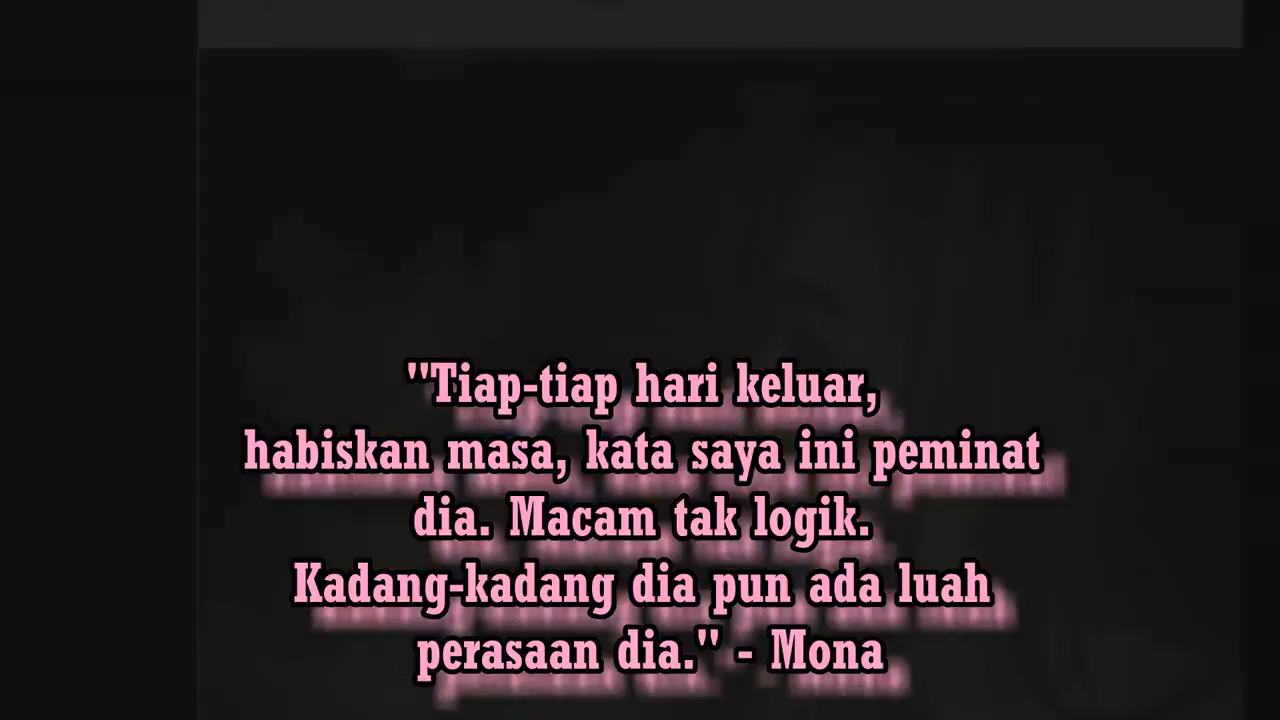 "Tiap-tiap hari keluar,
habiskan masa, kata saya ini peminat
dia. Macam tak logik.
Kadang-kadang dia pun ada luah
perasaan dia." - Mona